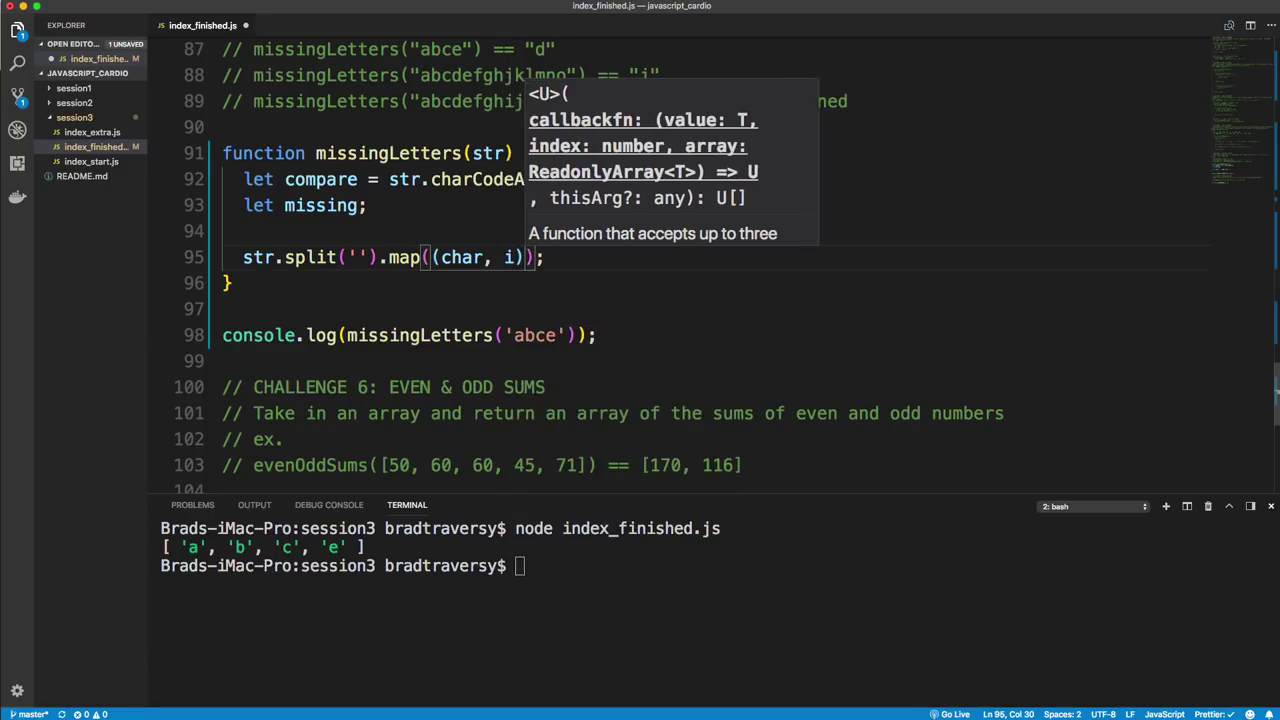 index_finished.js — javascript_cardio
EXPLORER
index_finished.js
OPEN EDITO... 1 UNSAVED
index_finishe... M
JAVASCRIPT_CARDIO
session1
session2
session3
index_extra.js
index_finished... M
index_start.js
README.md
87 // missingLetters("abce") == "d"
88 // missingLetters("abcdefghjklmno") == "i"
89 // missingLetters("abcdefghij ned
90
91 function missingLetters(str)
92 let compare = str.charCodeA
93 let missing;
94
95 str.split('').map((char, i));
96 }
97
98 console.log(missingLetters('abce'));
99
100 // CHALLENGE 6: EVEN & ODD SUMS
101 // Take in an array and return an array of the sums of even and odd numbers
102 // ex.
103 // evenOddSums([50, 60, 60, 45, 71]) == [170, 116]
104
<U>(
callbackfn: (value: T,
index: number, array:
ReadonlyArray<T>) => U
, thisArg?: any): U[]
A function that accepts up to three
PROBLEMS OUTPUT DEBUG CONSOLE TERMINAL 2: bash
Brads-iMac-Pro:session3 bradtraversy$ node index_finished.js
[ 'a', 'b', 'c', 'e' ]
Brads-iMac-Pro:session3 bradtraversy$
master* 0 0 Go Live Ln 95, Col 30 Spaces: 2 UTF-8 LF JavaScript Prettier: ✓